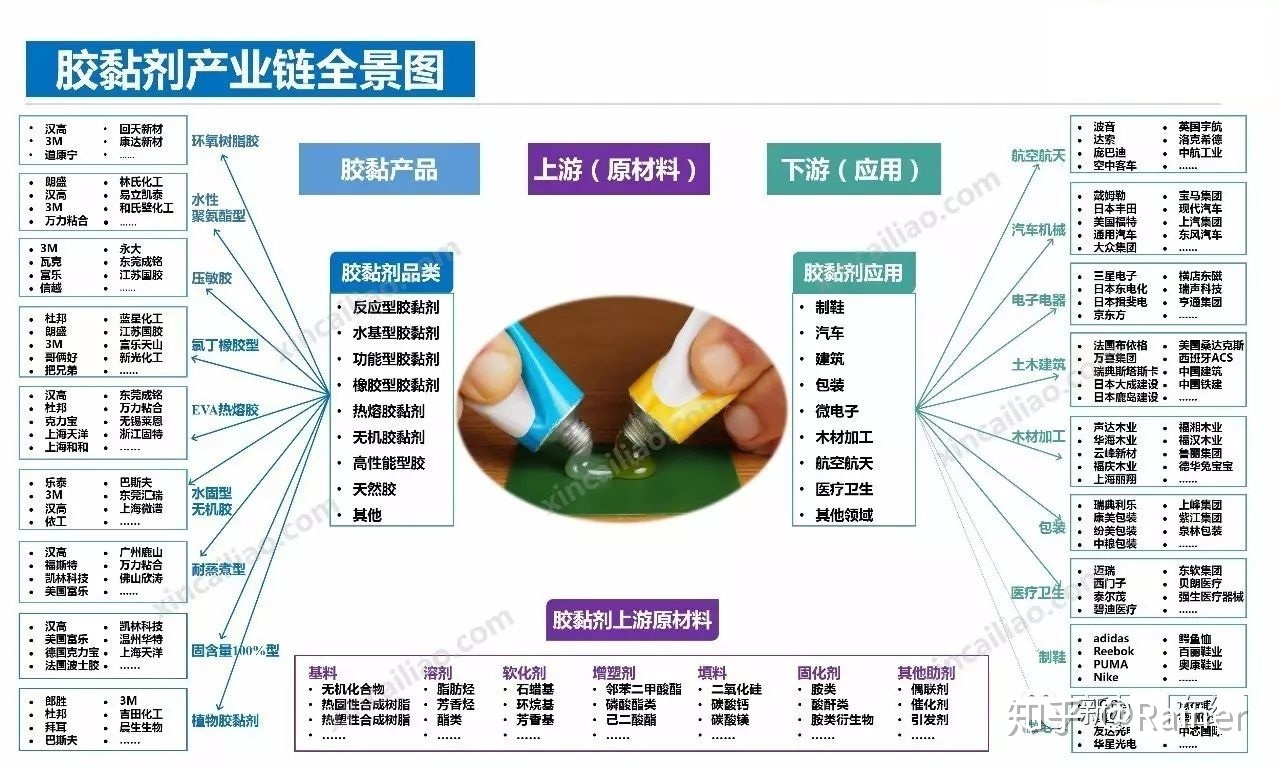 胶黏剂产业链全景图
胶黏产品
上游（原材料）
下游（应用）
汉高 回天新材
3M 康达新材
道康宁 ......
环氧树脂胶
朗盛 林氏化工
汉高 易立凯泰
3M 和氏壁化工
万力粘合 ......
水性
聚氨酯型
3M 永大
瓦克 东莞成铭
富乐 江苏国胶
信越 ......
压敏胶
杜邦 蓝星化工
朗盛 江苏国胶
3M 富乐天山
哥俩好 新光化工
把兄弟 ......
氯丁橡胶型
汉高 东莞成铭
杜邦 万力粘合
克力宝 无锡莱恩
上海天洋 浙江固特
上海和和 ......
EVA热熔胶
乐泰 巴斯夫
3M 东莞汇瑞
汉高 上海微谱
依工 ......
水固型
无机胶
汉高 广州鹿山
福斯特 万力粘合
凯林科技 佛山欣涛
美国富乐 ......
耐蒸煮型
汉高 凯林科技
美国富乐 温州华特
德国克力宝 上海天洋
法国波士胶 ......
固含量100%型
郎胜 3M
杜邦 吉田化工
拜耳 晨生生物
巴斯夫 ......
植物胶黏剂
胶黏剂品类
反应型胶黏剂
水基型胶黏剂
功能型胶黏剂
橡胶型胶黏剂
热熔胶黏剂
无机胶黏剂
高性能型胶
天然胶
其他
胶黏剂应用
制鞋
汽车
建筑
包装
微电子
木材加工
航空航天
医疗卫生
其他领域
胶黏剂上游原材料
基料
无机化合物
热固性合成树脂
热塑性合成树脂
......
溶剂
脂肪烃
芳香烃
酯类
......
软化剂
石蜡基
环烷基
芳香基
......
增塑剂
邻苯二甲酸酯
磷酸酯类
己二酸酯
......
填料
二氧化硅
碳酸钙
碳酸镁
......
固化剂
胺类
酸酐类
胺类衍生物
......
其他助剂
偶联剂
催化剂
引发剂
......
航空航天
波音 英国宇航
达索 洛克希德
庞巴迪 中航工业
空中客车 ......
汽车机械
戴姆勒 宝马集团
日本丰田 现代汽车
美国福特 上汽集团
通用汽车 东风汽车
大众集团 ......
电子电器
三星电子 横店东磁
日本东电化 瑞声科技
日本揖斐电 亨通集团
京东方 ......
土木建筑
法国布依格 美国桑达克斯
万喜集团 西班牙ACS
瑞典斯塔斯卡 中国建筑
日本大成建设 中国铁建
日本鹿岛建设 ......
木材加工
声达木业 福湘木业
华海木业 福汉木业
云峰新材 鲁丽集团
福庆木业 德华兔宝宝
上海丽翔 ......
包装
瑞典利乐 上峰集团
康美包装 紫江集团
纷美包装 泉林包装
中粮包装 ......
医疗卫生
迈瑞 东软集团
西门子 贝朗医疗
泰尔茂 强生医疗器械
碧迪医疗 ......
制鞋
adidas 鳄鱼恤
Reebok 百丽鞋业
PUMA 奥康鞋业
Nike ......
友达光电 中芯国际
华星光电 ......
xincailiao.com
知乎 @Rainer